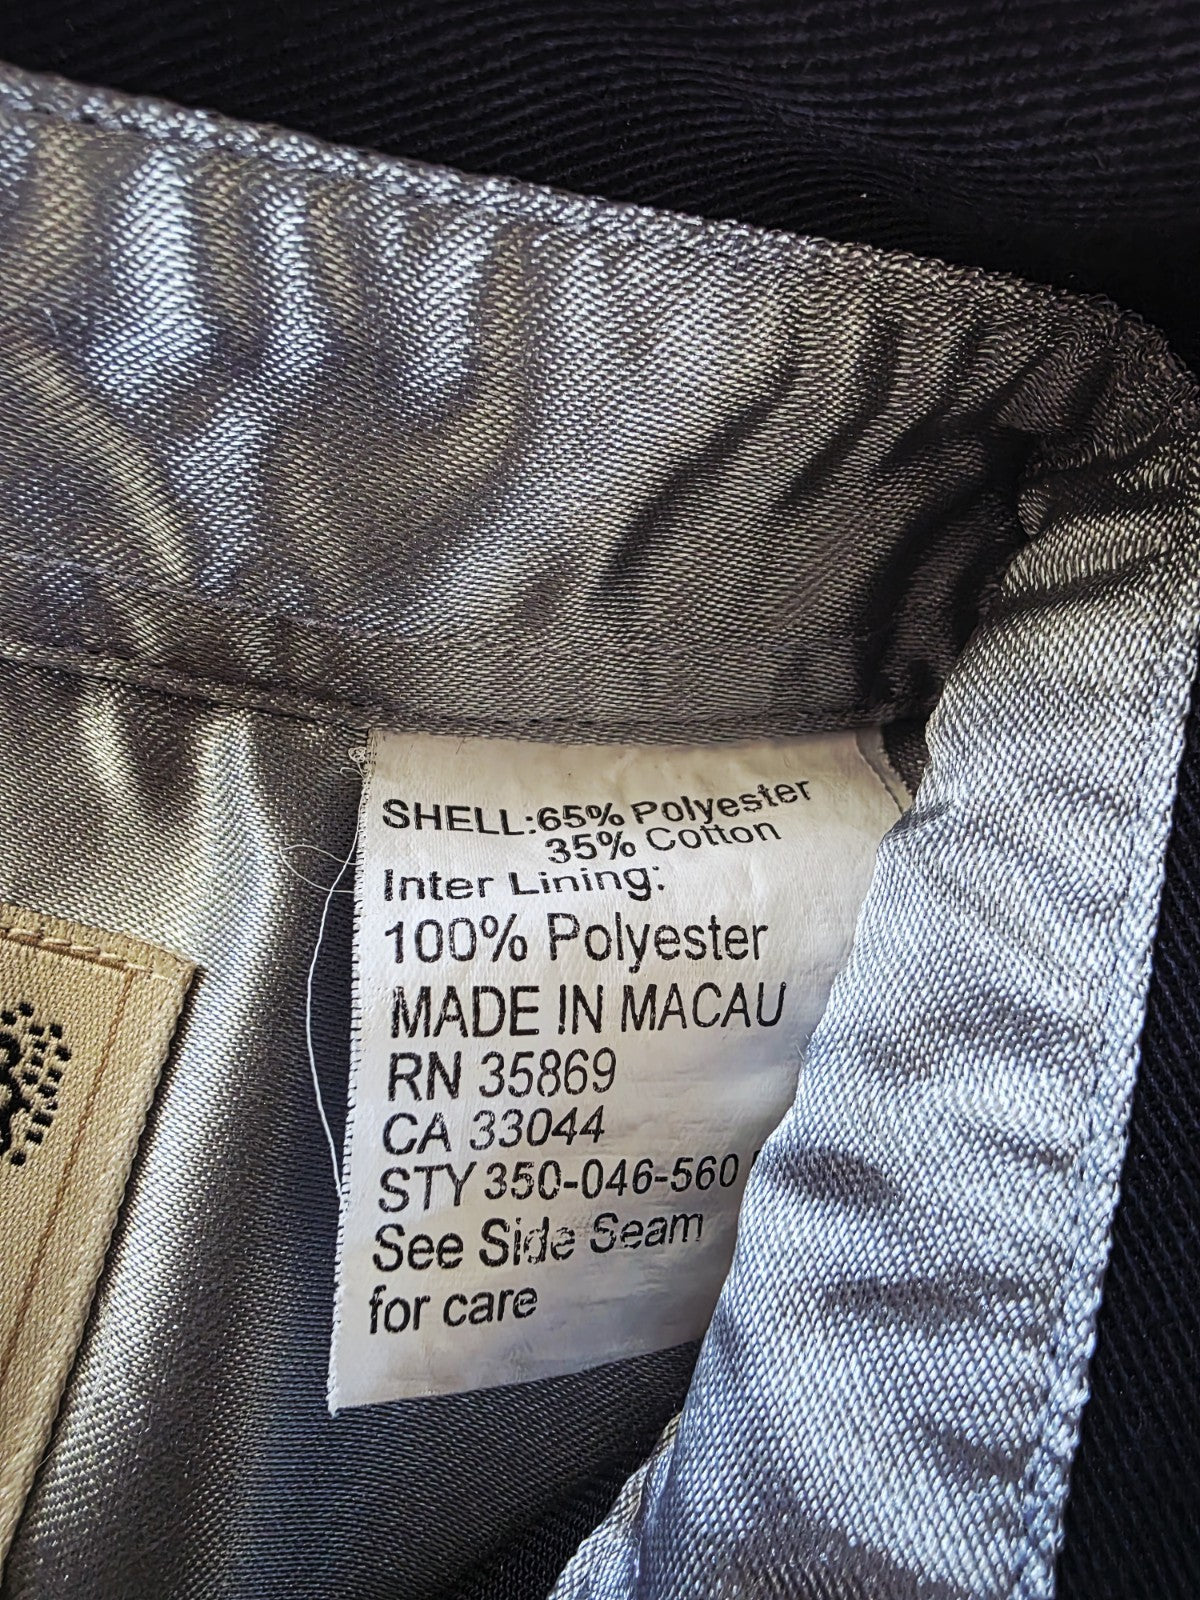 SHELL:65% Polyester
35% Cotton
Inter Lining:
100% Polyester
MADE IN MACAU
RN 35869
CA 33044
STY 350-046-560
See Side Seam
for care